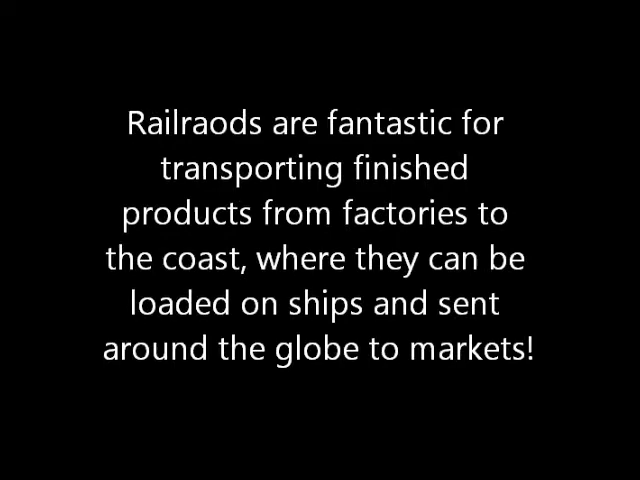 Railraods are fantastic for
transporting finished
products from factories to
the coast, where they can be
loaded on ships and sent
around the globe to markets!